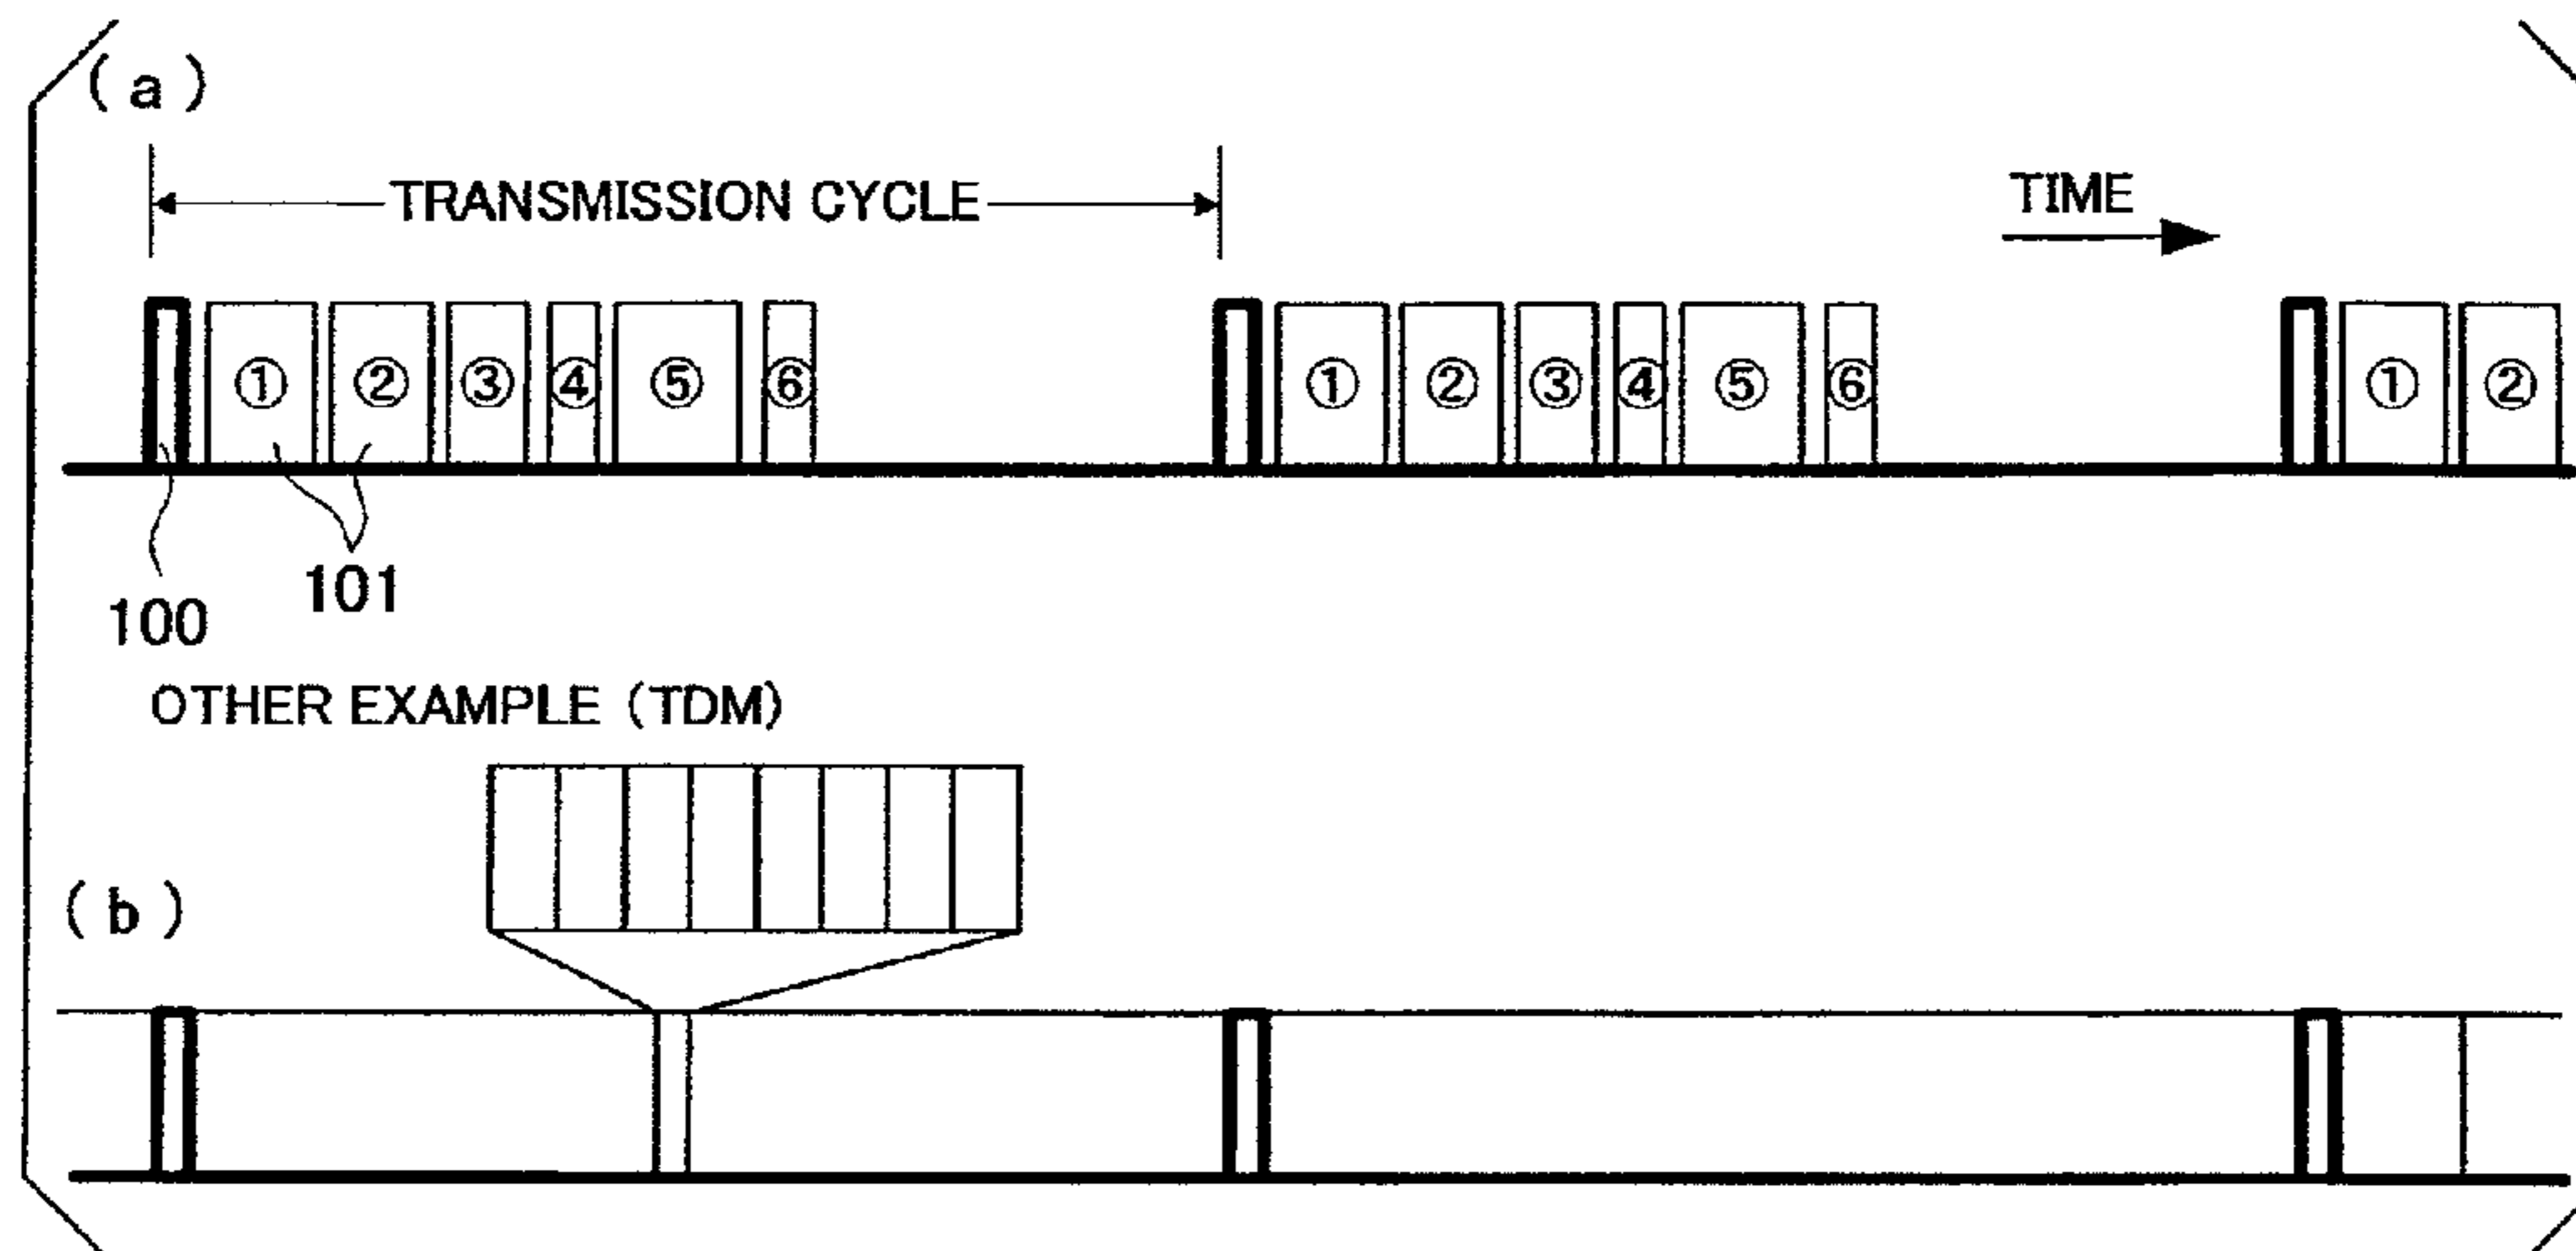 ( a )
TRANSMISSION CYCLE
TIME
① ② ③ ④ ⑤ ⑥ ① ② ③ ④ ⑤ ⑥ ① ②
101
100
OTHER EXAMPLE (TDM)
( b )